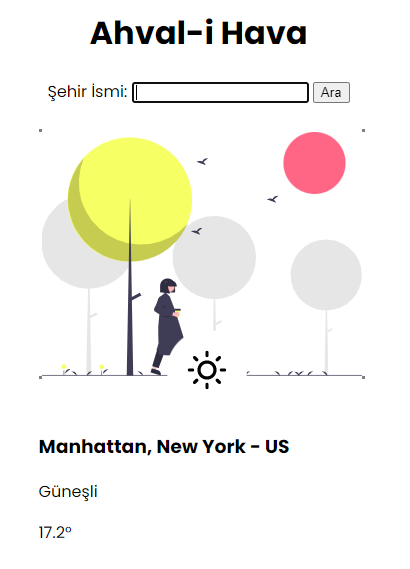 Ahval-i Hava
Şehir İsmi: Ara
Manhattan, New York - US
Güneşli
17.2°